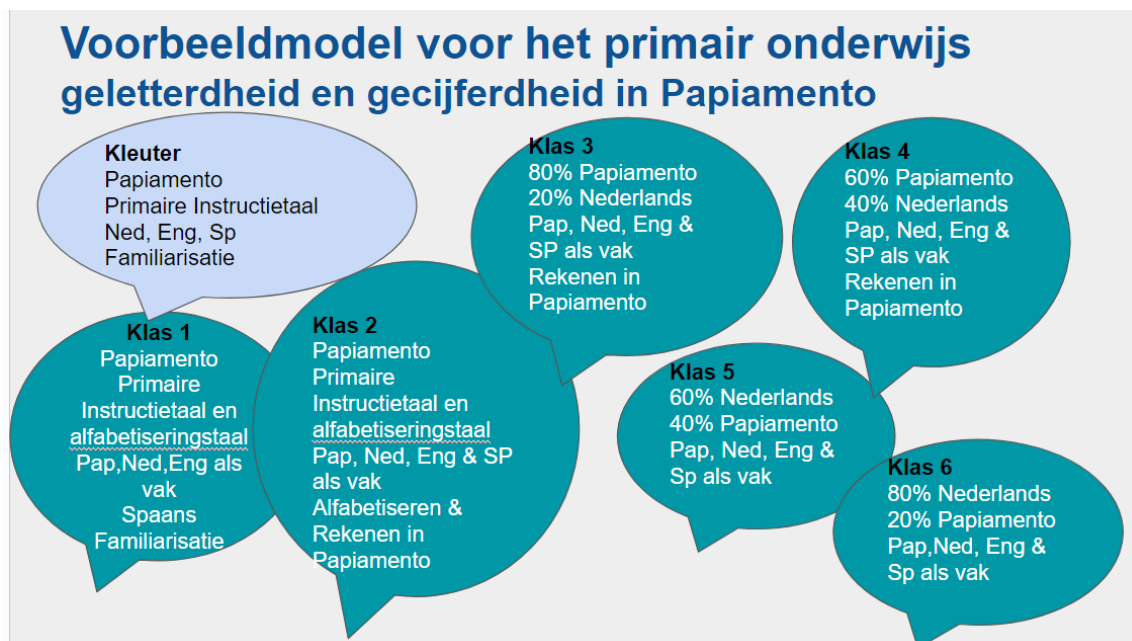 Voorbeeldmodel voor het primair onderwijs
geletterdheid en gecijferdheid in Papiamento
Kleuter
Papiamento
Primaire Instructietaal
Ned, Eng, Sp
Familiarisatie
Klas 1
Papiamento
Primaire
Instructietaal en
alfabetiseringstaal
Pap,Ned,Eng als
vak
Spaans
Familiarisatie
Klas 2
Papiamento
Primaire
Instructietaal en
alfabetiseringstaal
Pap, Ned, Eng & SP
als vak
Alfabetiseren &
Rekenen in
Papiamento
Klas 3
80% Papiamento
20% Nederlands
Pap, Ned, Eng &
SP als vak
Rekenen in
Papiamento
Klas 4
60% Papiamento
40% Nederlands
Pap, Ned, Eng &
SP als vak
Rekenen in
Papiamento
Klas 5
60% Nederlands
40% Papiamento
Pap, Ned, Eng &
Sp als vak
Klas 6
80% Nederlands
20% Papiamento
Pap,Ned, Eng &
Sp als vak